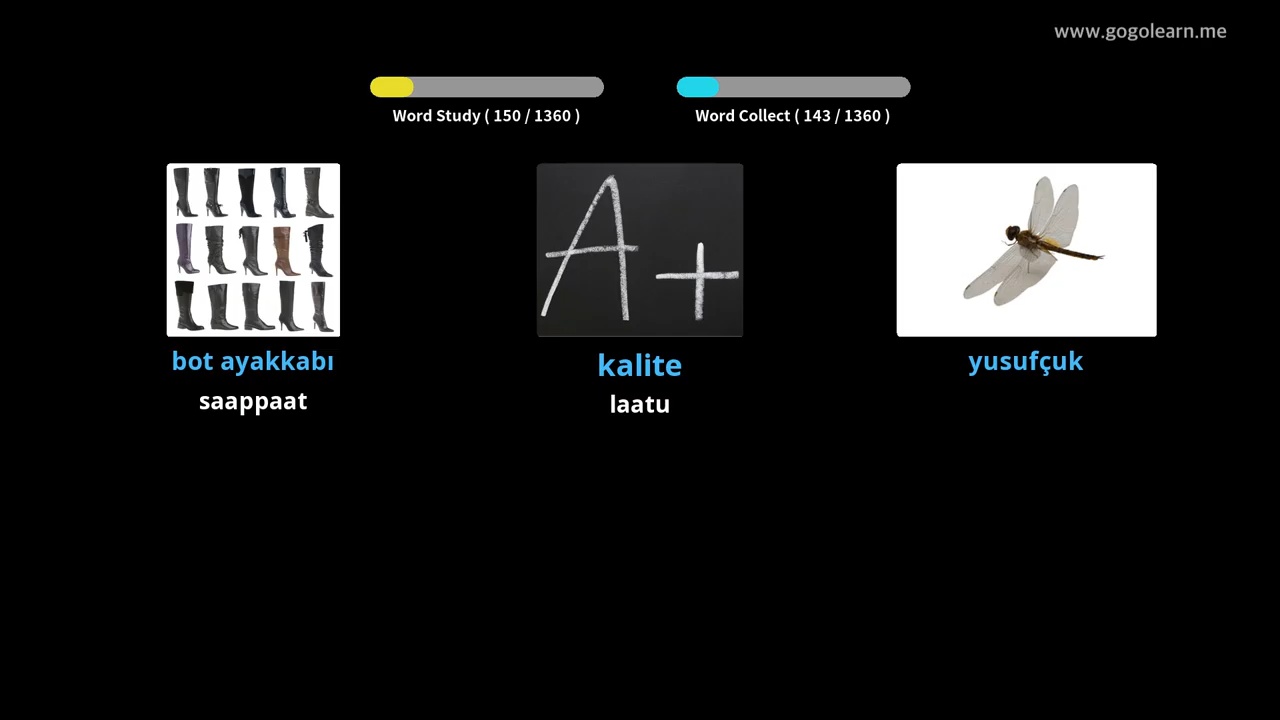 www.gogolearn.me
Word Study ( 150 / 1360 )
Word Collect ( 143 / 1360 )
A+
bot ayakkabı
saappaat
kalite
laatu
yusufçuk